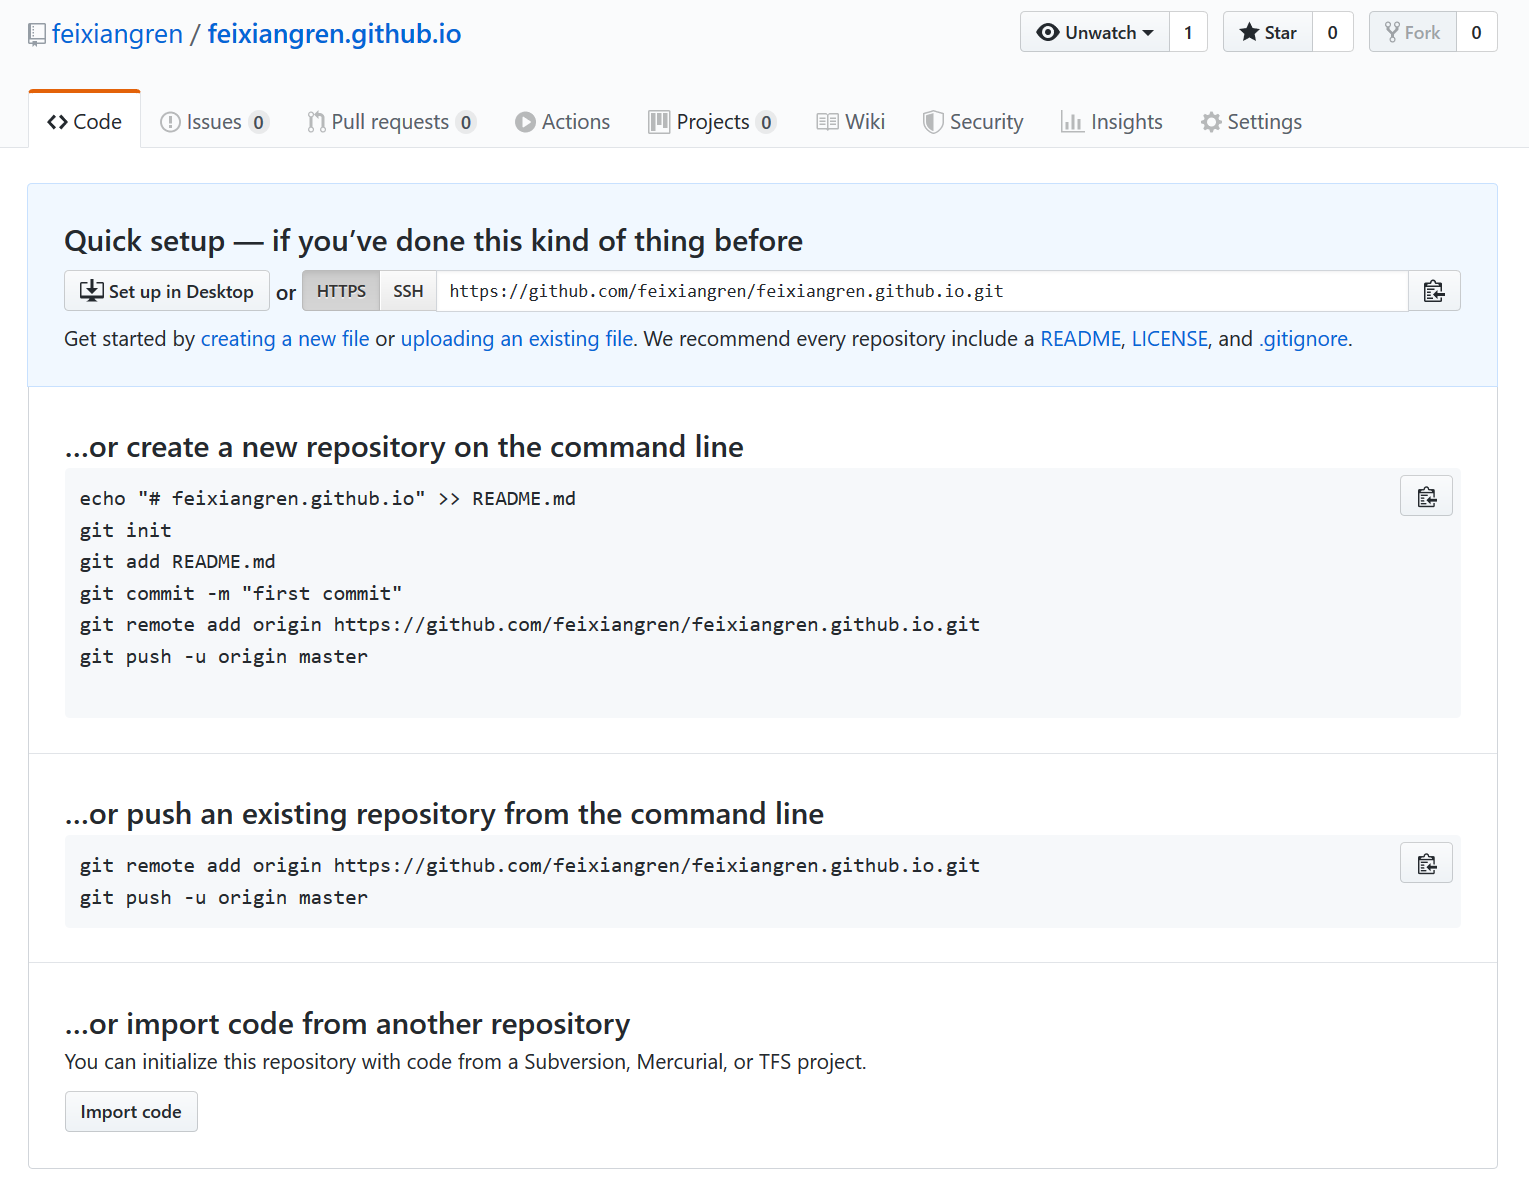 feixiangren / feixiangren.github.io
Unwatch 1 Star 0 Fork 0
Code Issues 0 Pull requests 0 Actions Projects 0 Wiki Security Insights Settings
Quick setup — if you’ve done this kind of thing before
Set up in Desktop or HTTPS SSH https://github.com/feixiangren/feixiangren.github.io.git
Get started by creating a new file or uploading an existing file. We recommend every repository include a README, LICENSE, and .gitignore.
…or create a new repository on the command line
echo "# feixiangren.github.io" >> README.md
git init
git add README.md
git commit -m "first commit"
git remote add origin https://github.com/feixiangren/feixiangren.github.io.git
git push -u origin master
…or push an existing repository from the command line
git remote add origin https://github.com/feixiangren/feixiangren.github.io.git
git push -u origin master
…or import code from another repository
You can initialize this repository with code from a Subversion, Mercurial, or TFS project.
Import code